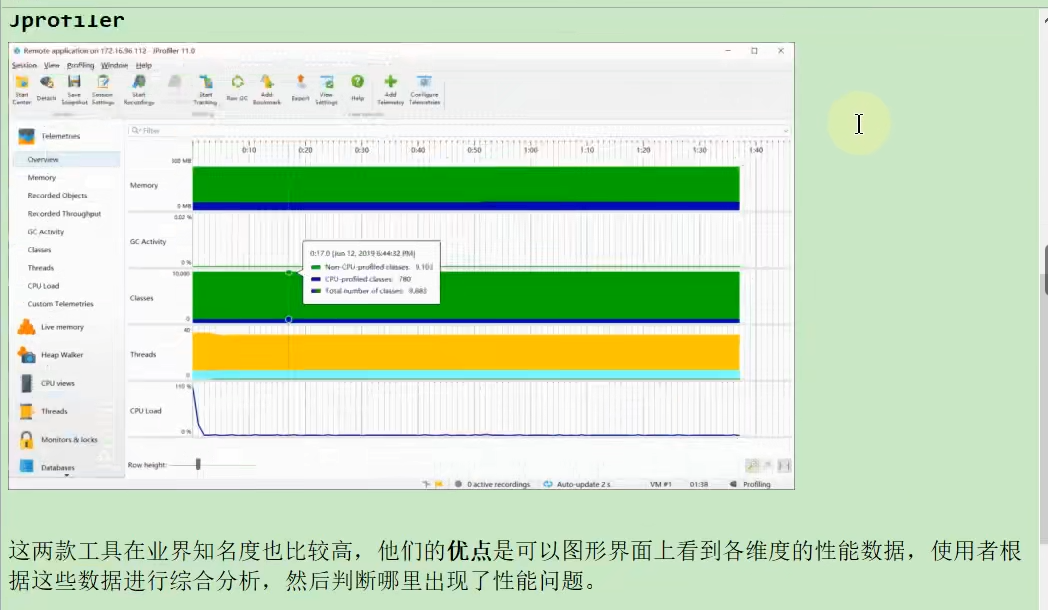 Jprofiler
Remote application on 172.16.96.112 - JProfiler 11.0
Session View Profiling Window Help
Start Center
Detach
Save Snapshot
Session Settings
Start Recordings
Start Tracking
Run GC
Add Bookmark
Export
View Settings
Help
Add Telemetry
Configure Telemetries
Telemetries
Filter
Overview
0:10 0:20 0:30 0:40 0:50 1:00 1:10 1:20 1:30 1:40
Memory
300 MB
Memory
0 MB
Recorded Objects
Recorded Throughput
0.02 %
GC Activity
GC Activity
0 %
Classes
0:17.0 (Jun 12, 2019 6:44:32 PM)
Non-CPU-profiled classes:
CPU-profiled classes: 780
Total number of classes:
Threads
10,000
CPU Load
Classes
0
Custom Telemetries
Live memory
40
Threads
0
Heap Walker
CPU views
CPU Load
0 %
Threads
Monitors & locks
Databases
Row height:
0 active recordings
Auto-update 2 s
VM #1
01:38
Profiling
这两款工具在业界知名度也比较高，他们的优点是可以图形界面上看到各维度的性能数据，使用者根
据这些数据进行综合分析，然后判断哪里出现了性能问题。